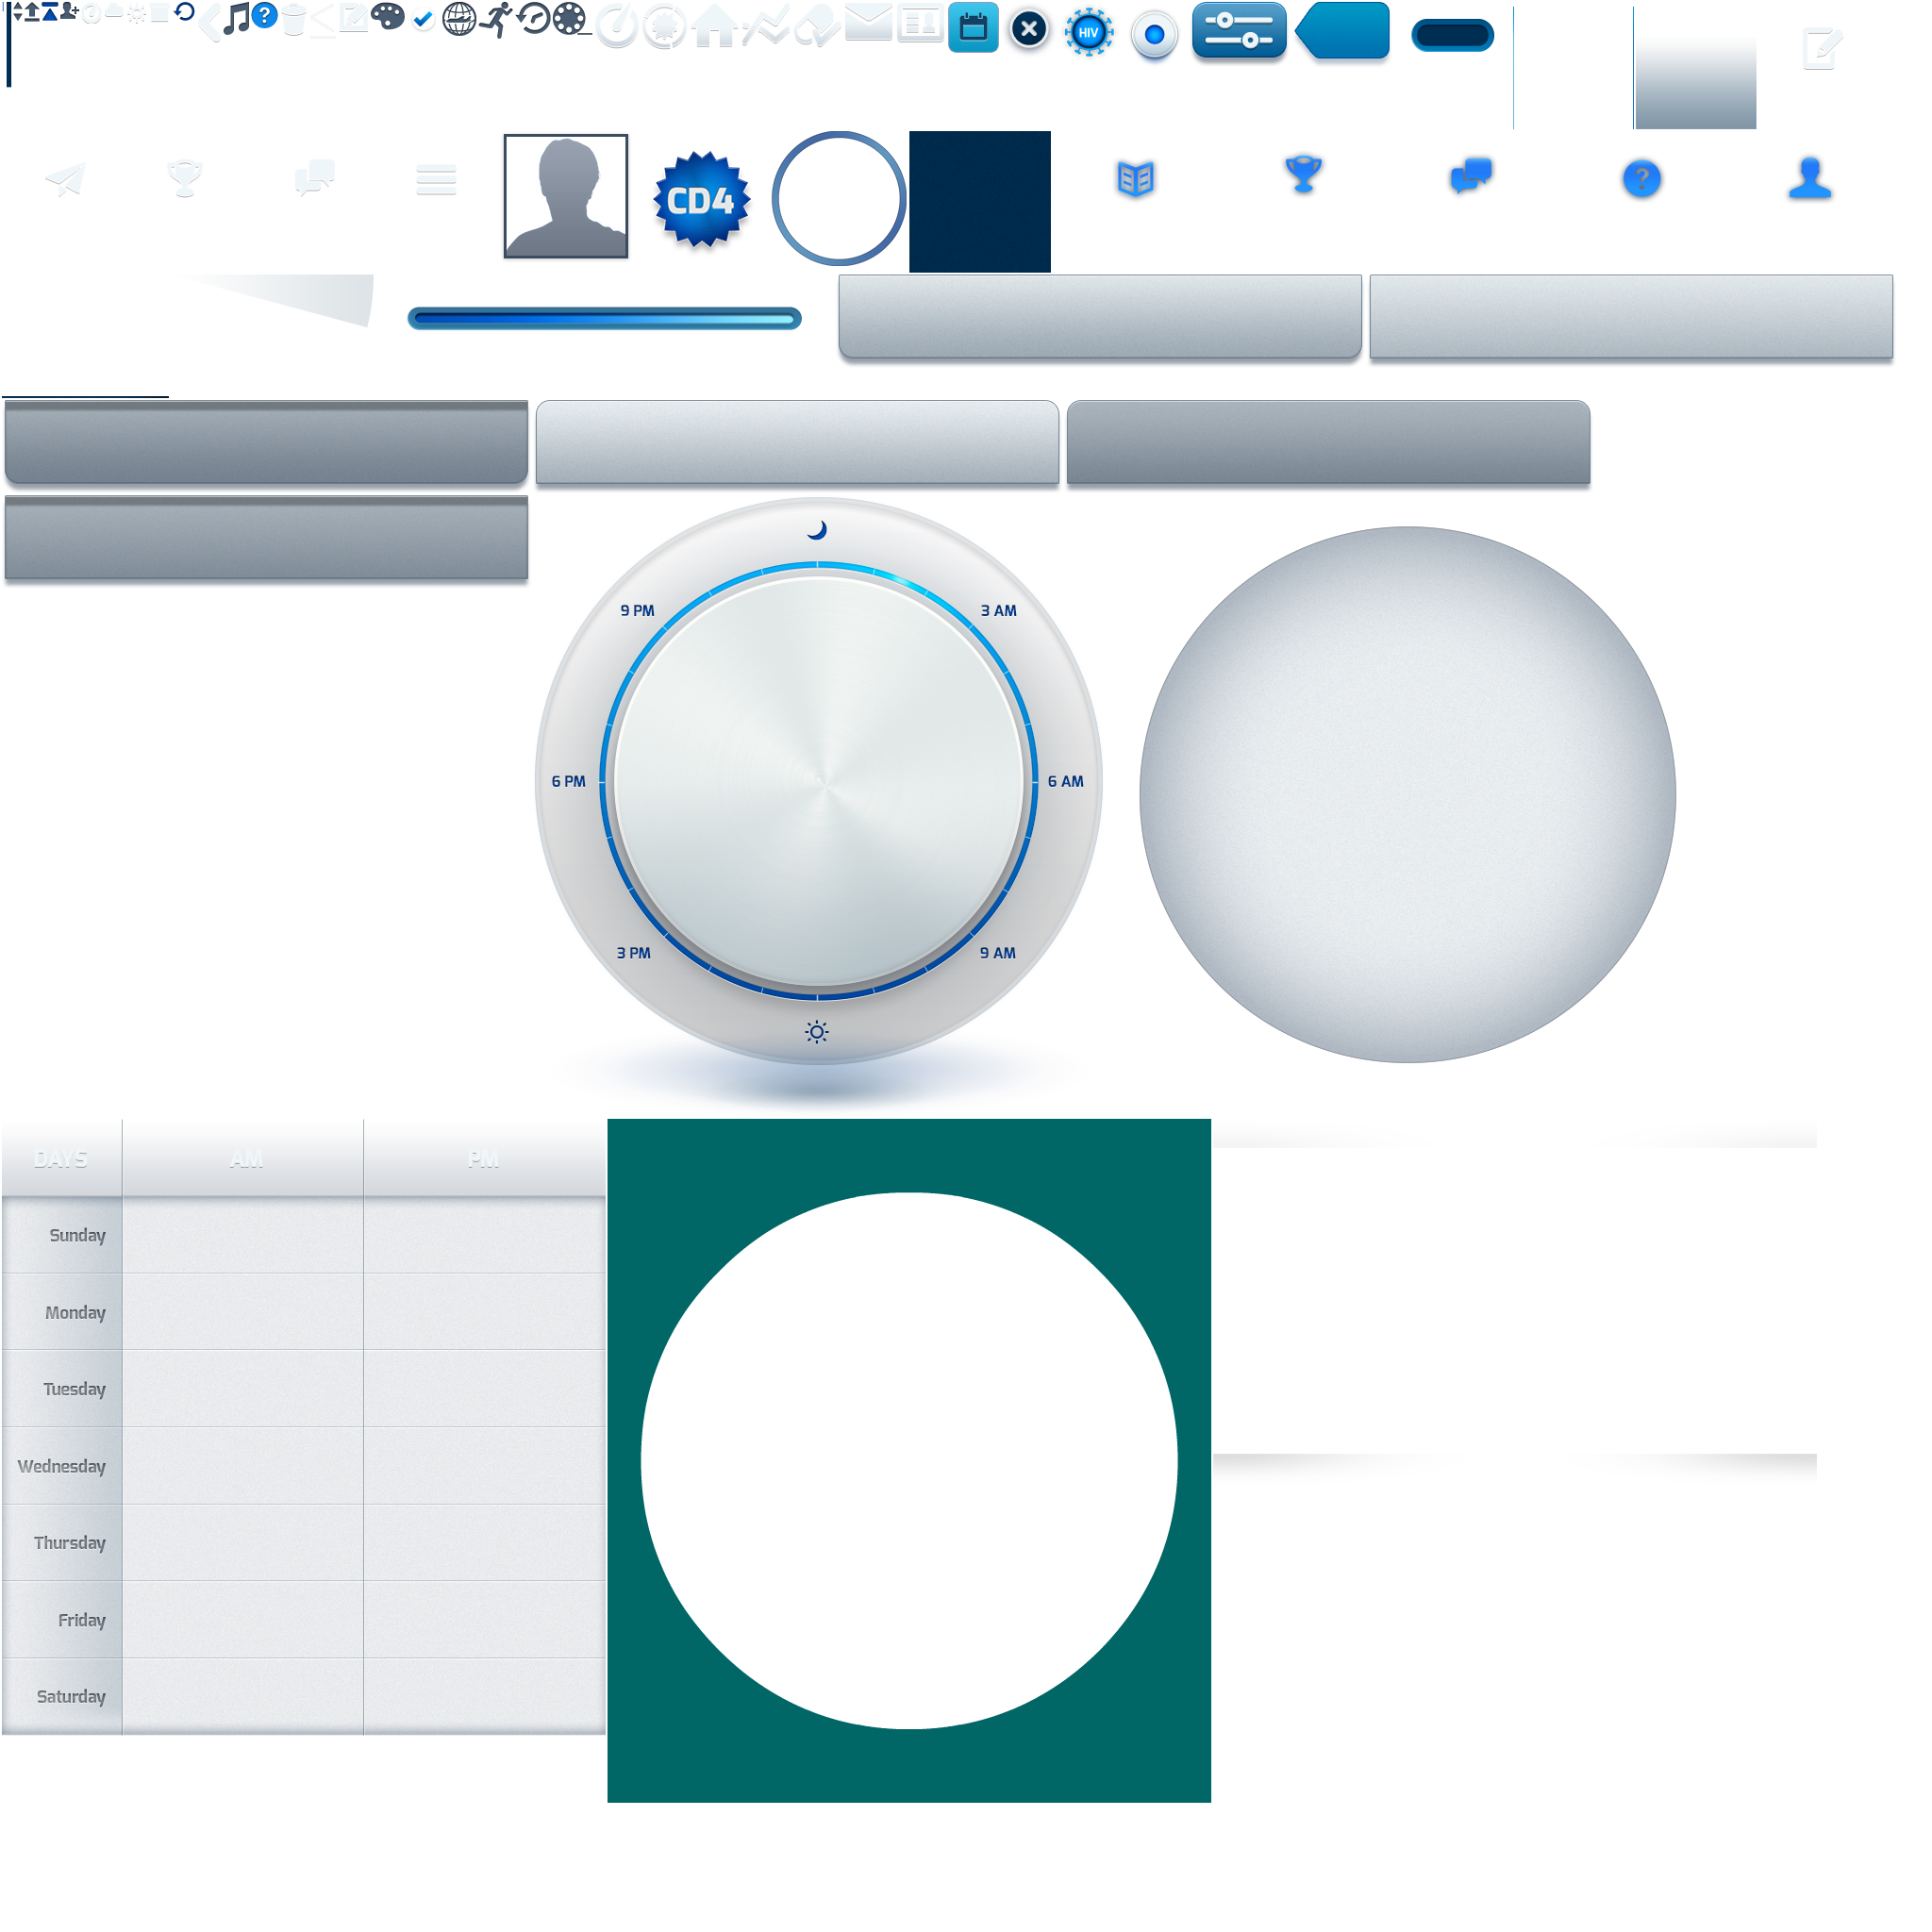 ?
HIV
CD4
?
9 PM
3 AM
6 PM
6 AM
3 PM
9 AM
DAYS AM PM
Sunday
Monday
Tuesday
Wednesday
Thursday
Friday
Saturday